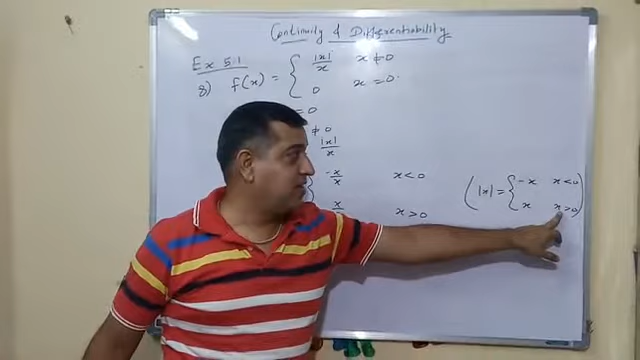 Continuity & Differentiability
Ex 5.1
8) f(x) = { |x|/x x ≠ 0
0 x = 0.
= 0
≠ 0
|x|/x
-x/x x < 0
x x > 0
( |x| = { -x x < 0
x x > 0 )